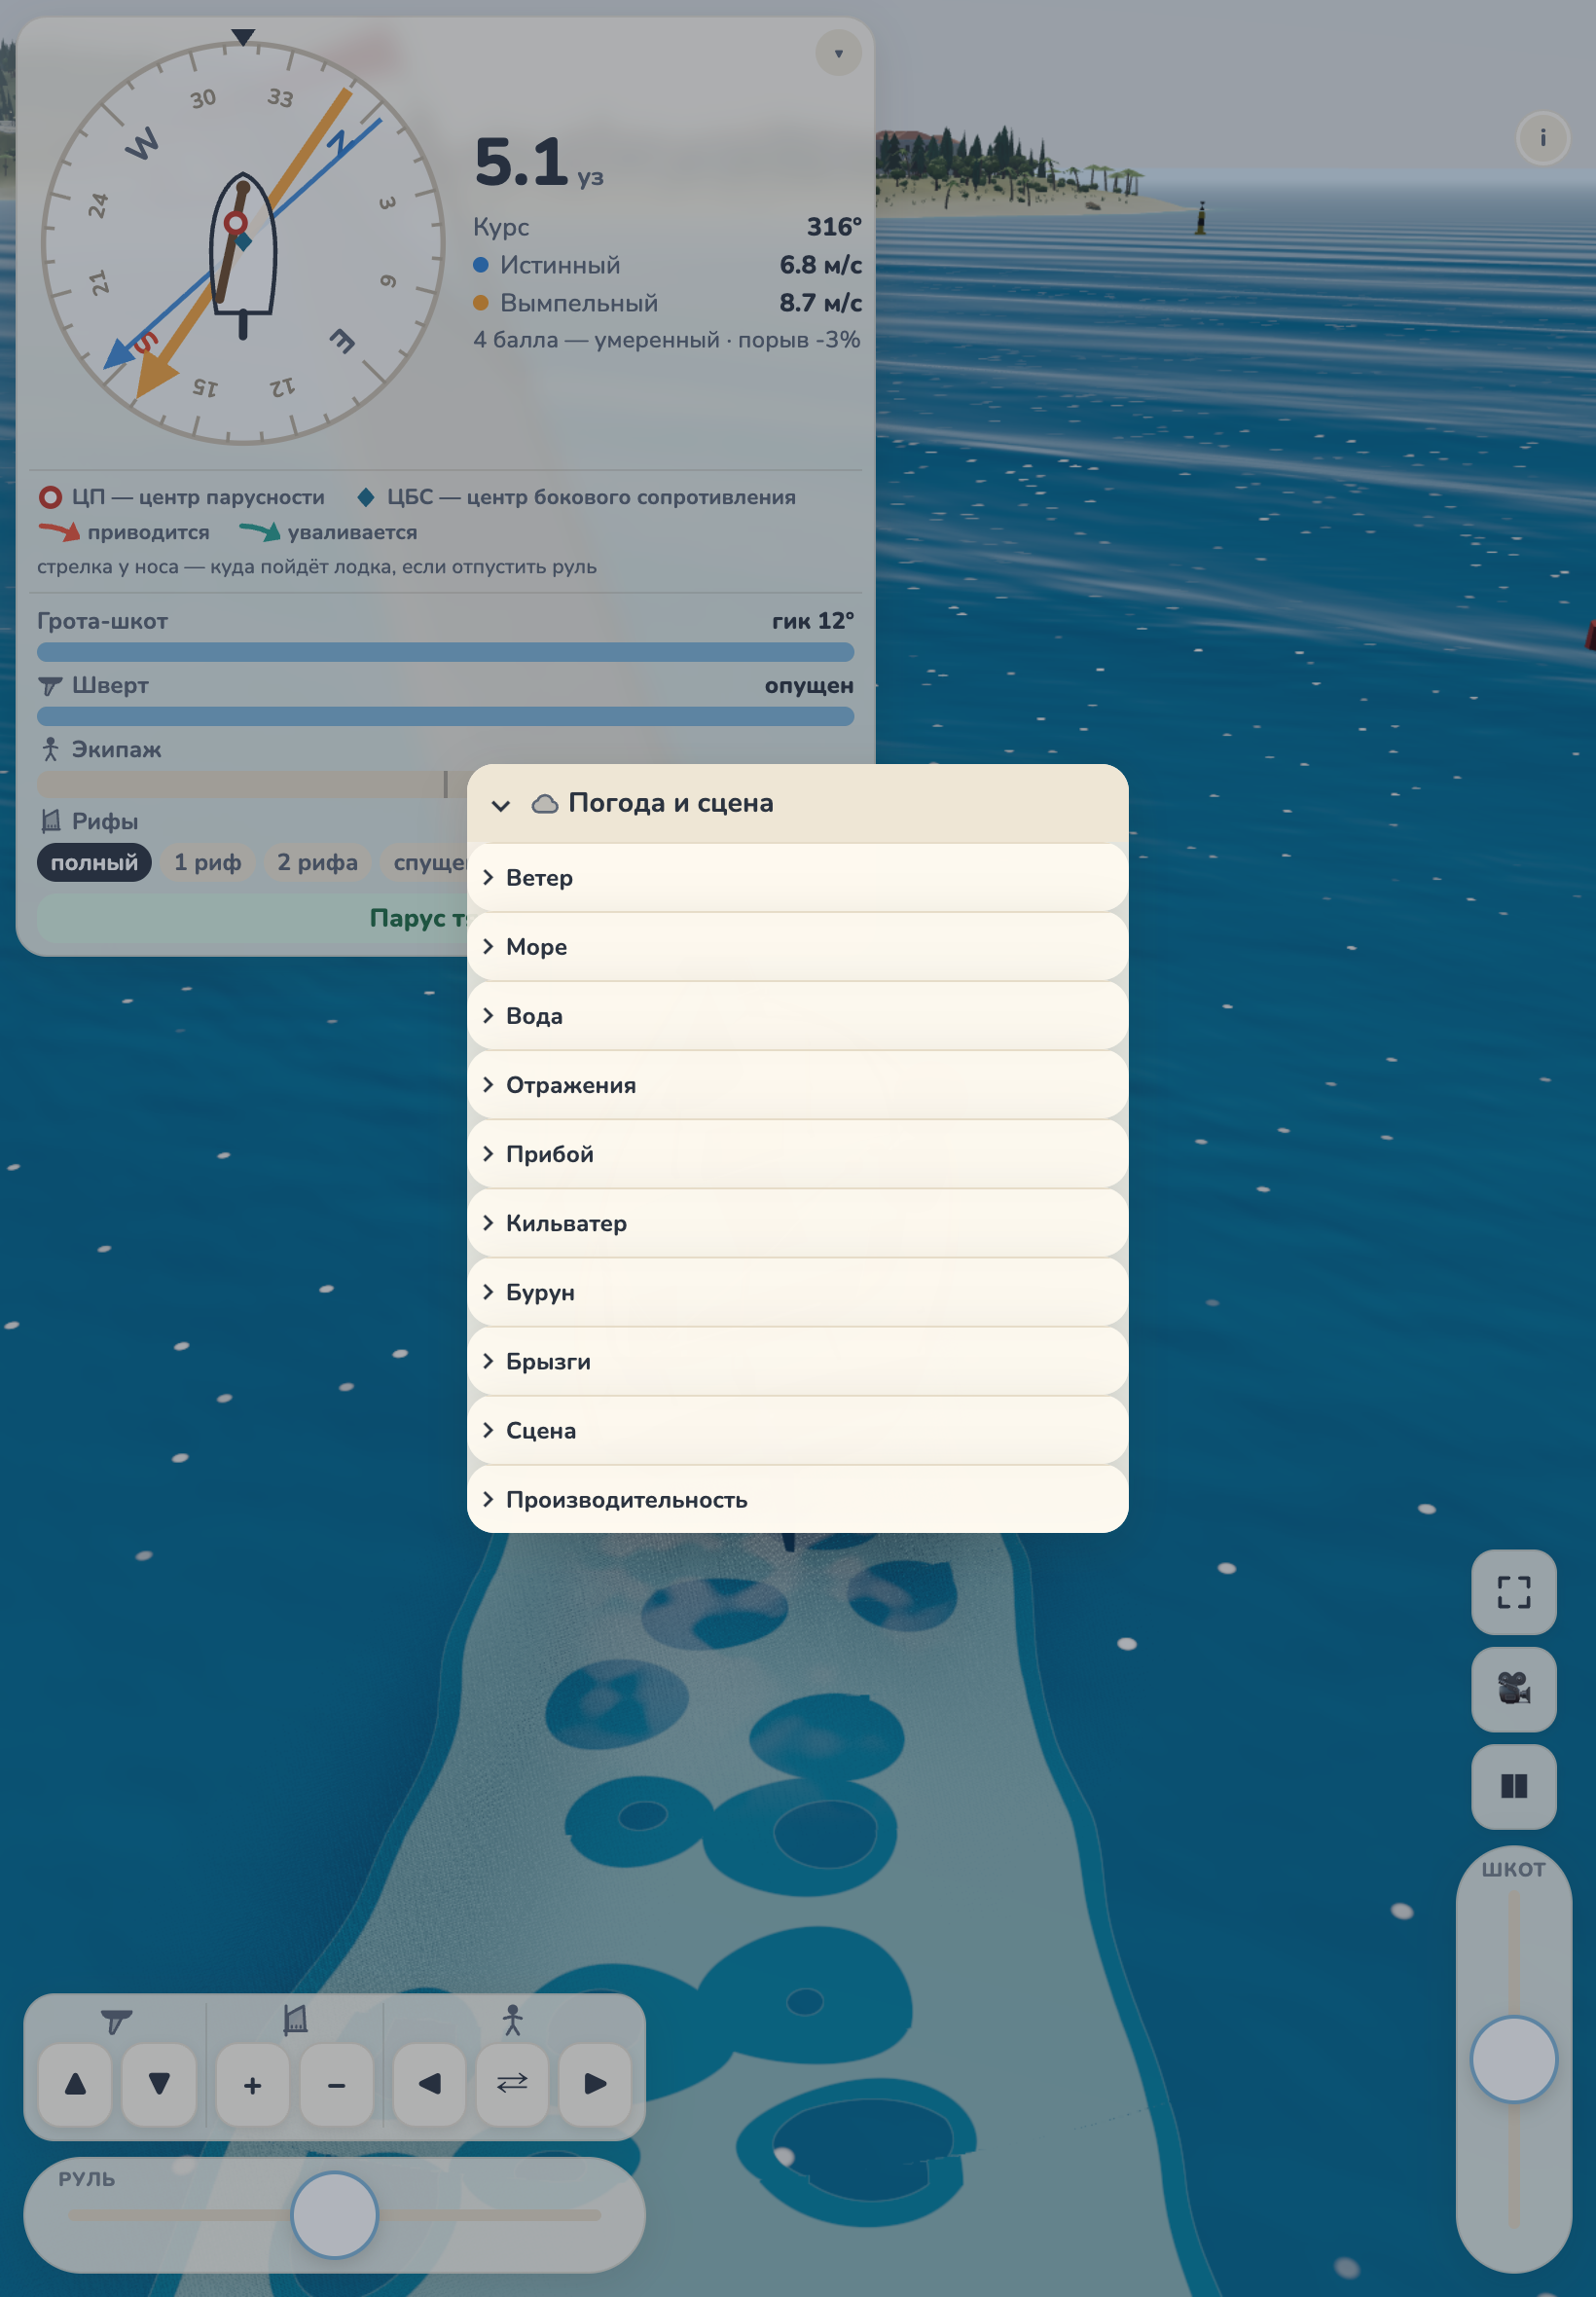 30
33
W
N
24
3
21
6
S
E
15
12
5.1 уз
Курс 316°
Истинный 6.8 м/с
Вымпельный 8.7 м/с
4 балла — умеренный · порыв -3%
i
ЦП — центр парусности ЦБС — центр бокового сопротивления
приводится уваливается
стрелка у носа — куда пойдёт лодка, если отпустить руль
Грота-шкот гик 12°
Шверт опущен
Экипаж
Рифы
полный 1 риф 2 рифа
Парус
Погода и сцена
Ветер
Море
Вода
Отражения
Прибой
Кильватер
Бурун
Брызги
Сцена
Производительность
ШКОТ
РУЛЬ